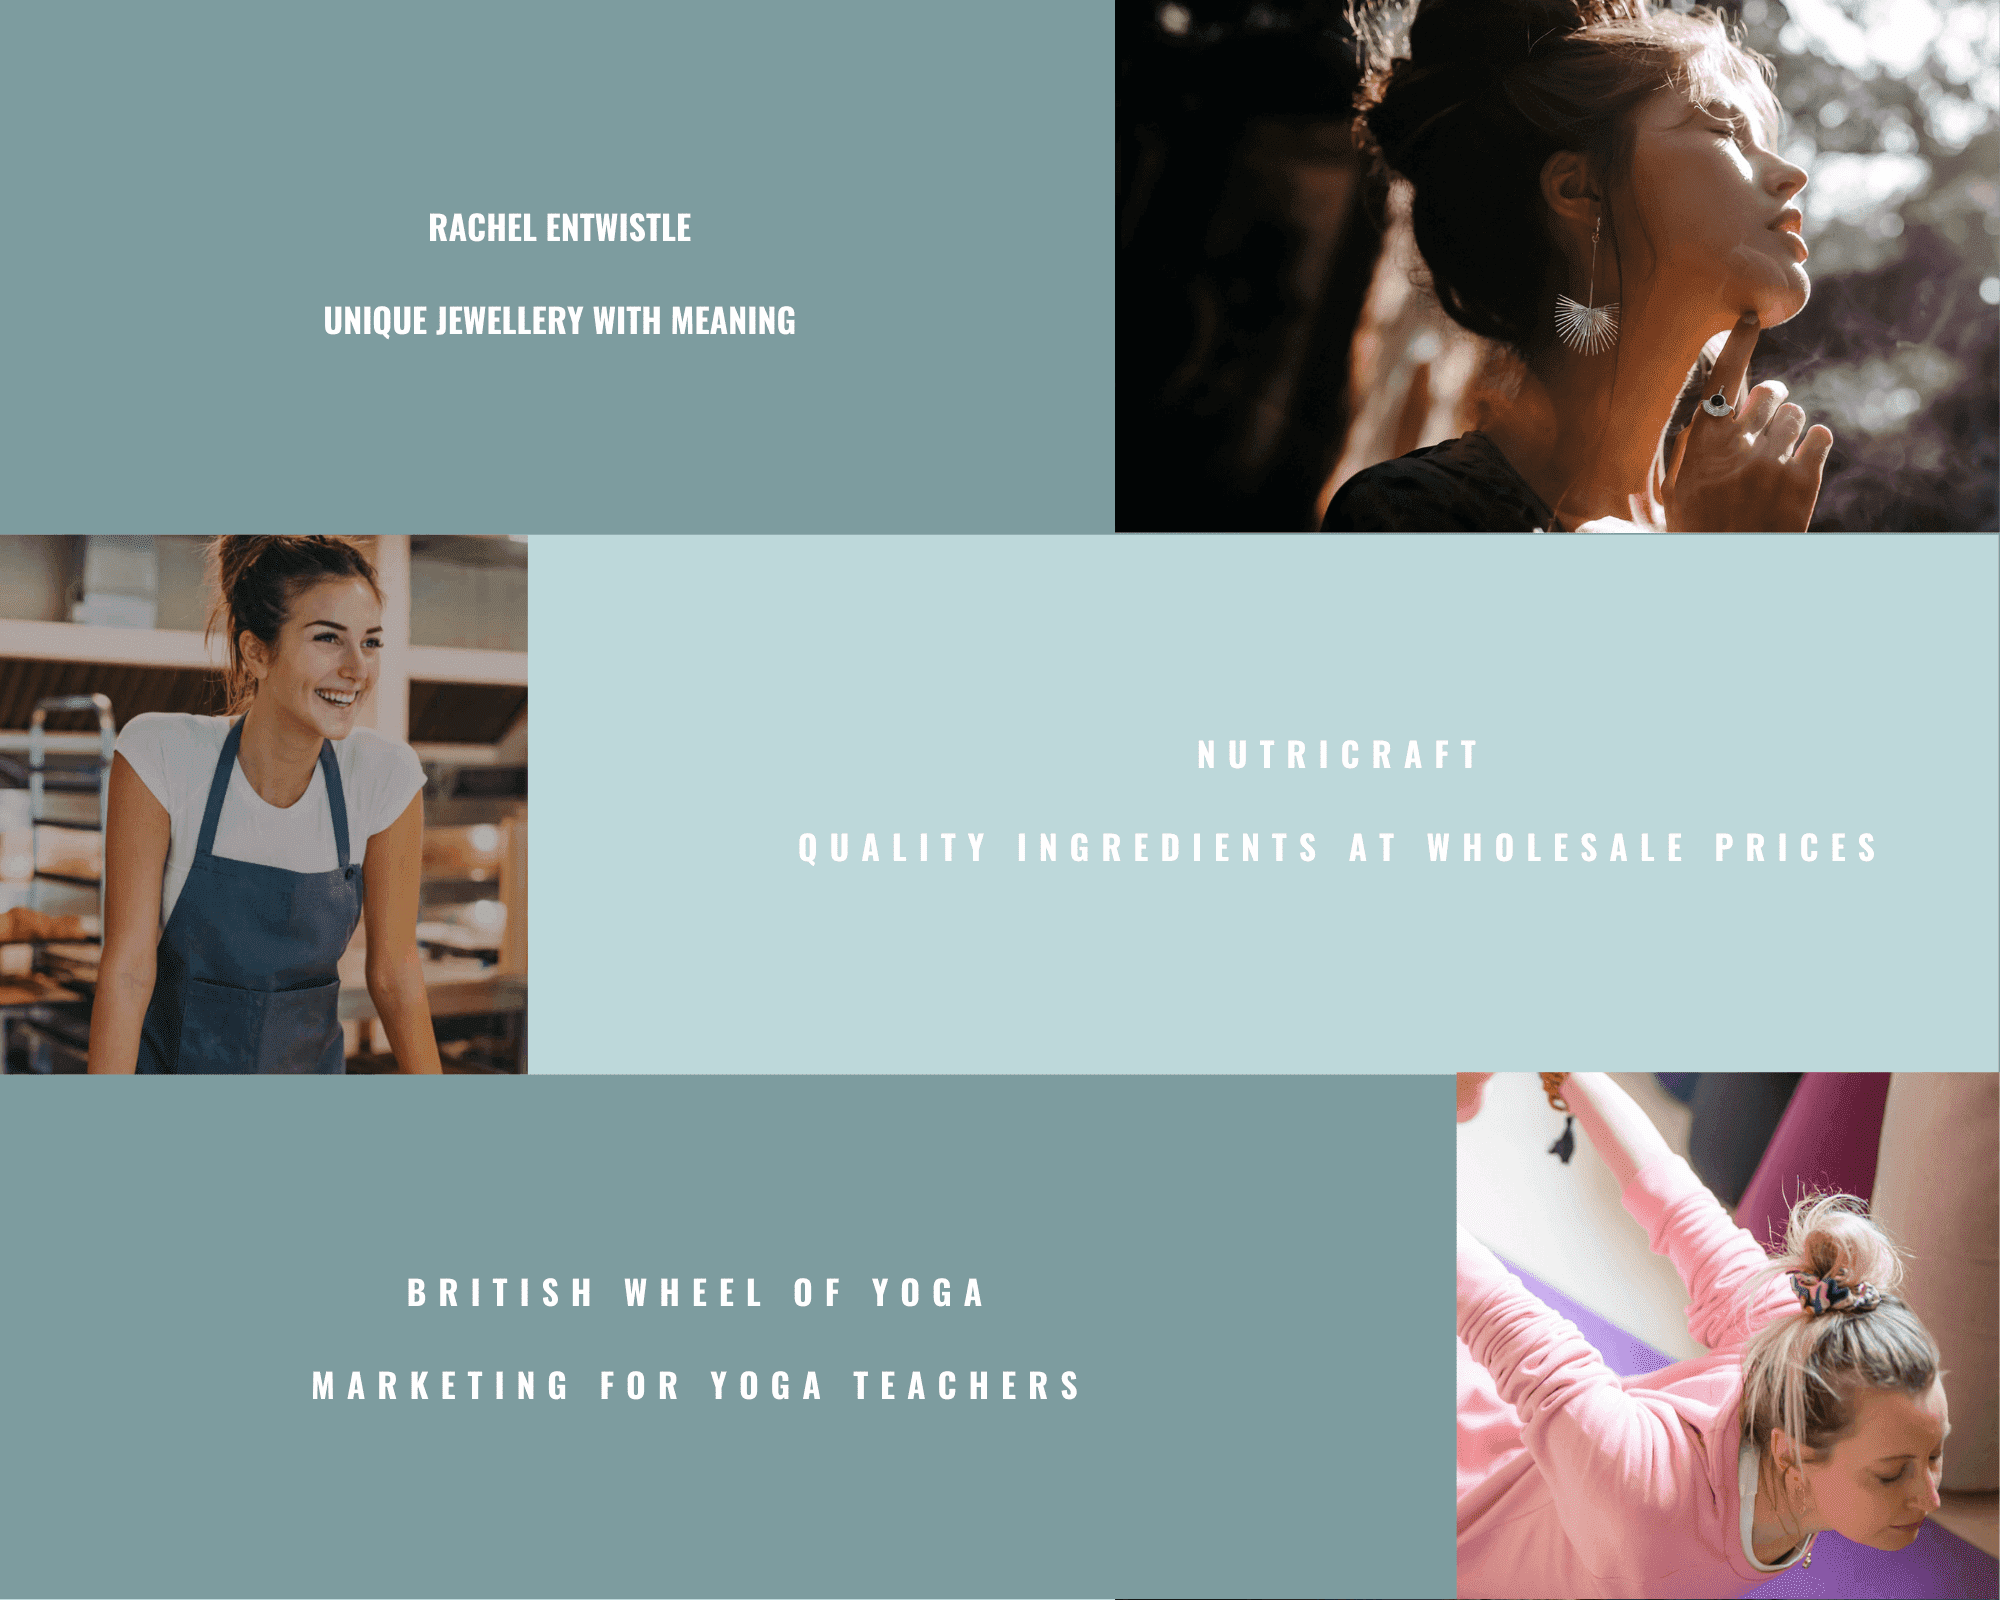 RACHEL ENTWISTLE
UNIQUE JEWELLERY WITH MEANING
NUTRICRAFT
QUALITY INGREDIENTS AT WHOLESALE PRICES
BRITISH WHEEL OF YOGA
MARKETING FOR YOGA TEACHERS